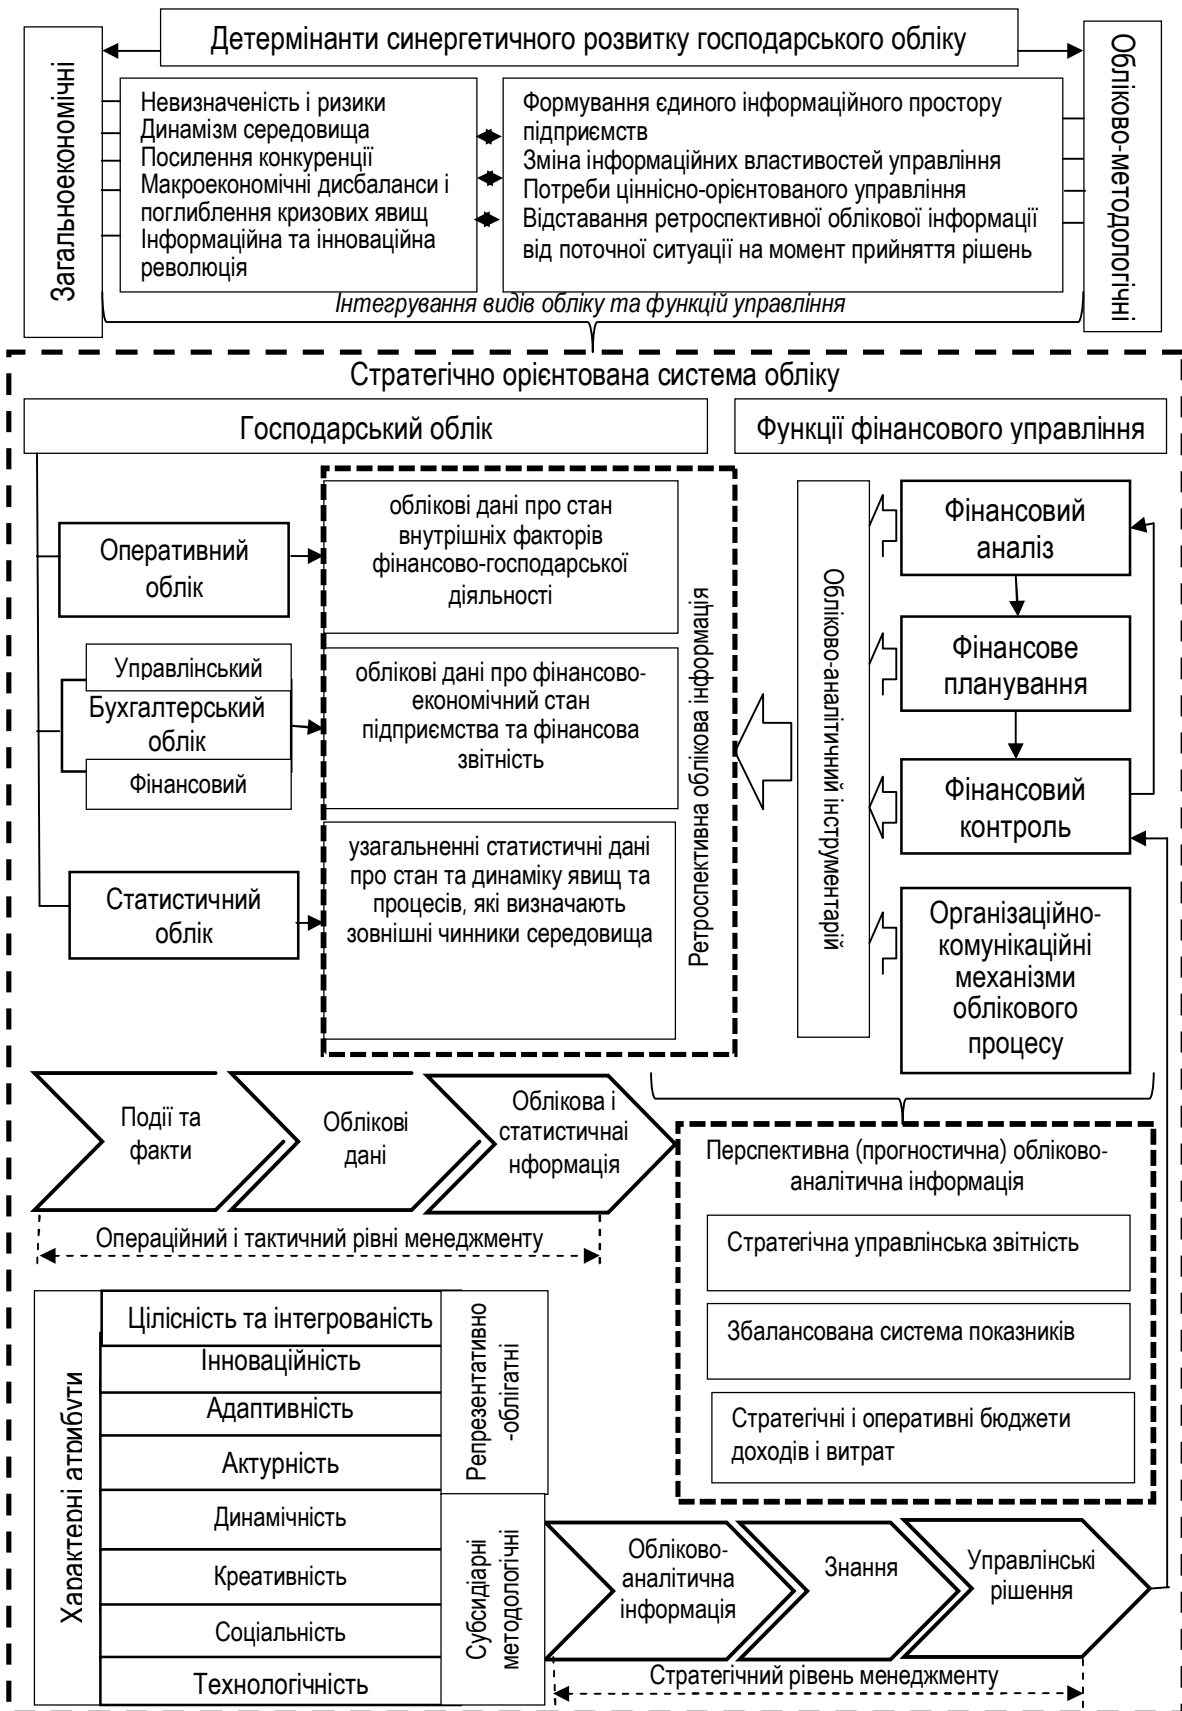 Детермінанти синергетичного розвитку господарського обліку
Загальноекономічні
Невизначеність і ризики
Динамізм середовища
Посилення конкуренції
Макроекономічні дисбаланси і
поглиблення кризових явищ
Інформаційна та інноваційна
революція
Формування єдиного інформаційного простору
підприємств
Зміна інформаційних властивостей управління
Потреби ціннісно-орієнтованого управління
Відставання ретроспективної облікової інформації
від поточної ситуації на момент прийняття рішень
Обліково-методологічні
Інтегрування видів обліку та функцій управління
Стратегічно орієнтована система обліку
Господарський облік
Функції фінансового управління
Оперативний
облік
Управлінський
Бухгалтерський
облік
Фінансовий
Статистичний
облік
облікові дані про стан
внутрішніх факторів
фінансово-господарської
діяльності
облікові дані про фінансово-
економічний стан
підприємства та фінансова
звітність
узагальненні статистичні дані
про стан та динаміку явищ та
процесів, які визначають
зовнішні чинники середовища
Ретроспективна облікова інформація
Обліково-аналітичний інструментарій
Фінансовий
аналіз
Фінансове
планування
Фінансовий
контроль
Організаційно-
комунікаційні
механізми
облікового
процесу
Події та
факти
Облікові
дані
Облікова і
статистичнаі
нформація
Операційний і тактичний рівні менеджменту
Перспективна (прогностична) обліково-
аналітична інформація
Стратегічна управлінська звітність
Збалансована система показників
Стратегічні і оперативні бюджети
доходів і витрат
Характерні атрибути
Цілісність та інтегрованість
Інноваційність
Адаптивність
Актурність
Динамічність
Креативність
Соціальність
Технологічність
Репрезентативно
-облігатні
Субсидіарні
методологічні
Обліково-
аналітична
інформація
Знання
Управлінські
рішення
Стратегічний рівень менеджменту